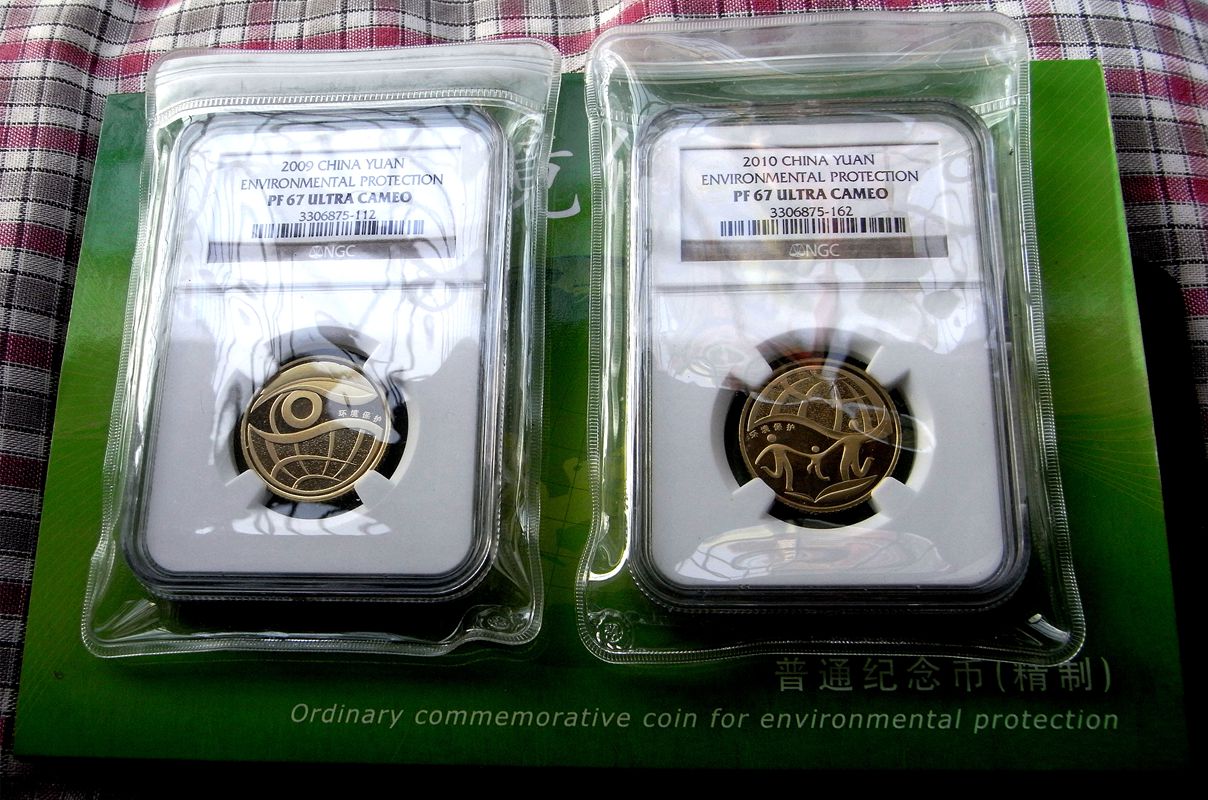 2009 CHINA YUAN
ENVIRONMENTAL PROTECTION
PF 67 ULTRA CAMEO
3306875-112
NGC
环境保护
2010 CHINA YUAN
ENVIRONMENTAL PROTECTION
PF 67 ULTRA CAMEO
3306875-162
NGC
环境保护
普通纪念币(精制)
Ordinary commemorative coin for environmental protection